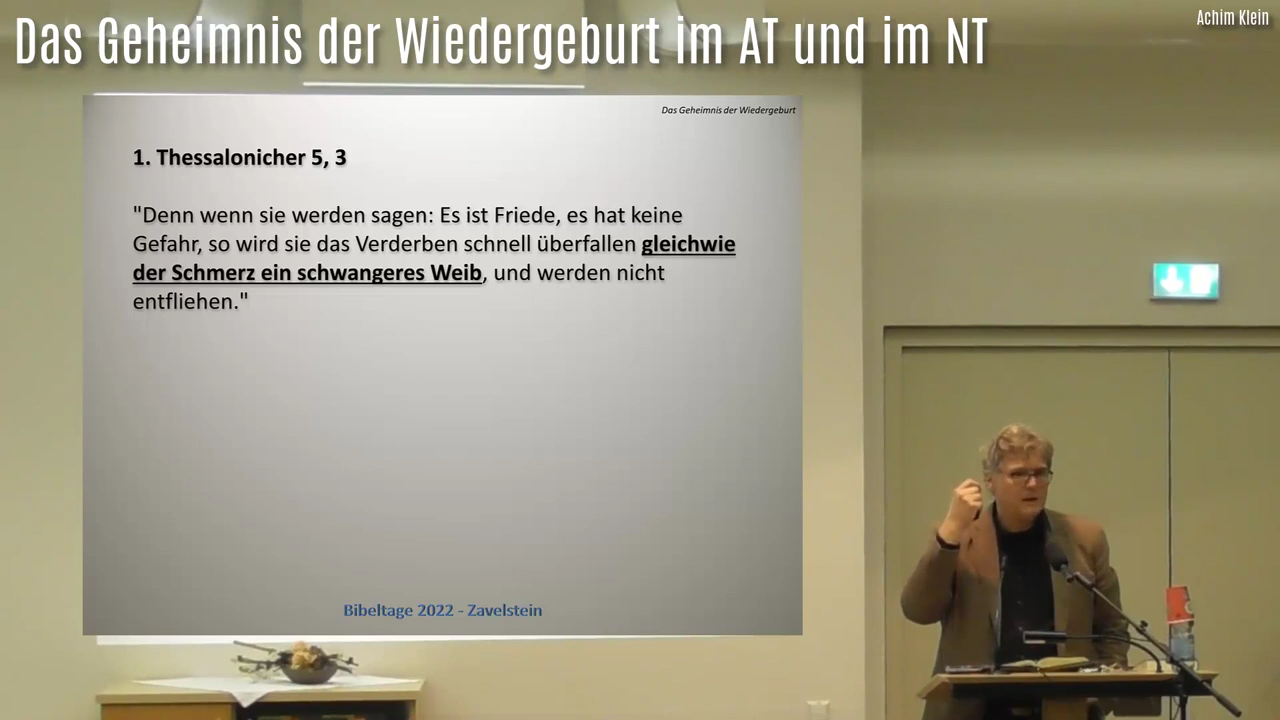 Das Geheimnis der Wiedergeburt im AT und im NT
Achim Klein
Das Geheimnis der Wiedergeburt
1. Thessalonicher 5, 3
"Denn wenn sie werden sagen: Es ist Friede, es hat keine
Gefahr, so wird sie das Verderben schnell überfallen gleichwie
der Schmerz ein schwangeres Weib, und werden nicht
entfliehen."
Bibeltage 2022 - Zavelstein